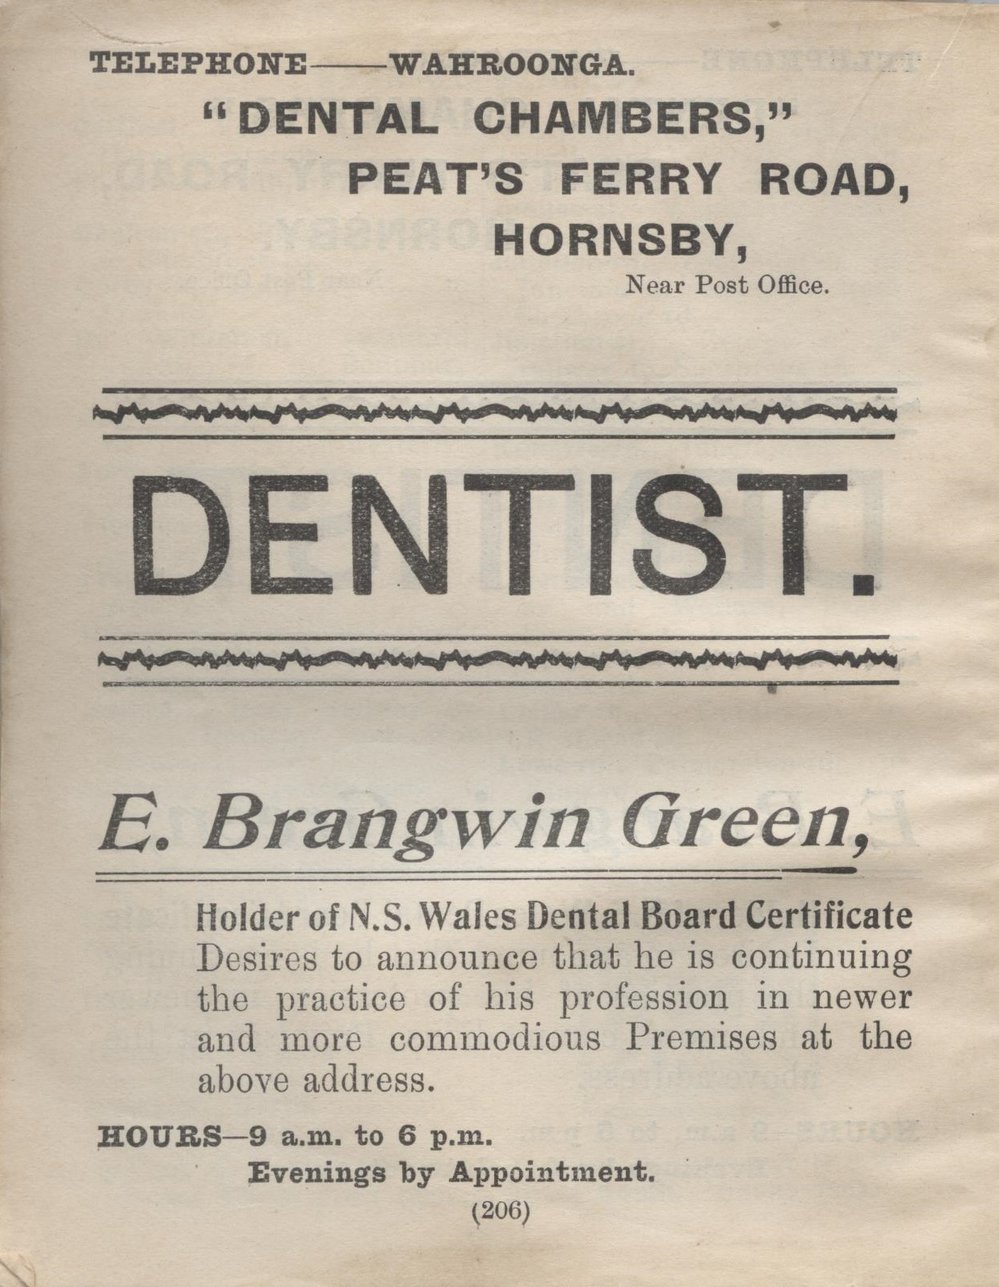 TELEPHONE——WAHROONGA.
“DENTAL CHAMBERS,”
PEAT’S FERRY ROAD,
HORNSBY,
Near Post Office.
DENTIST.
E. Brangwin Green,
Holder of N.S. Wales Dental Board Certificate
Desires to announce that he is continuing
the practice of his profession in newer
and more commodious Premises at the
above address.
HOURS—9 a.m. to 6 p.m.
Evenings by Appointment.
(206)